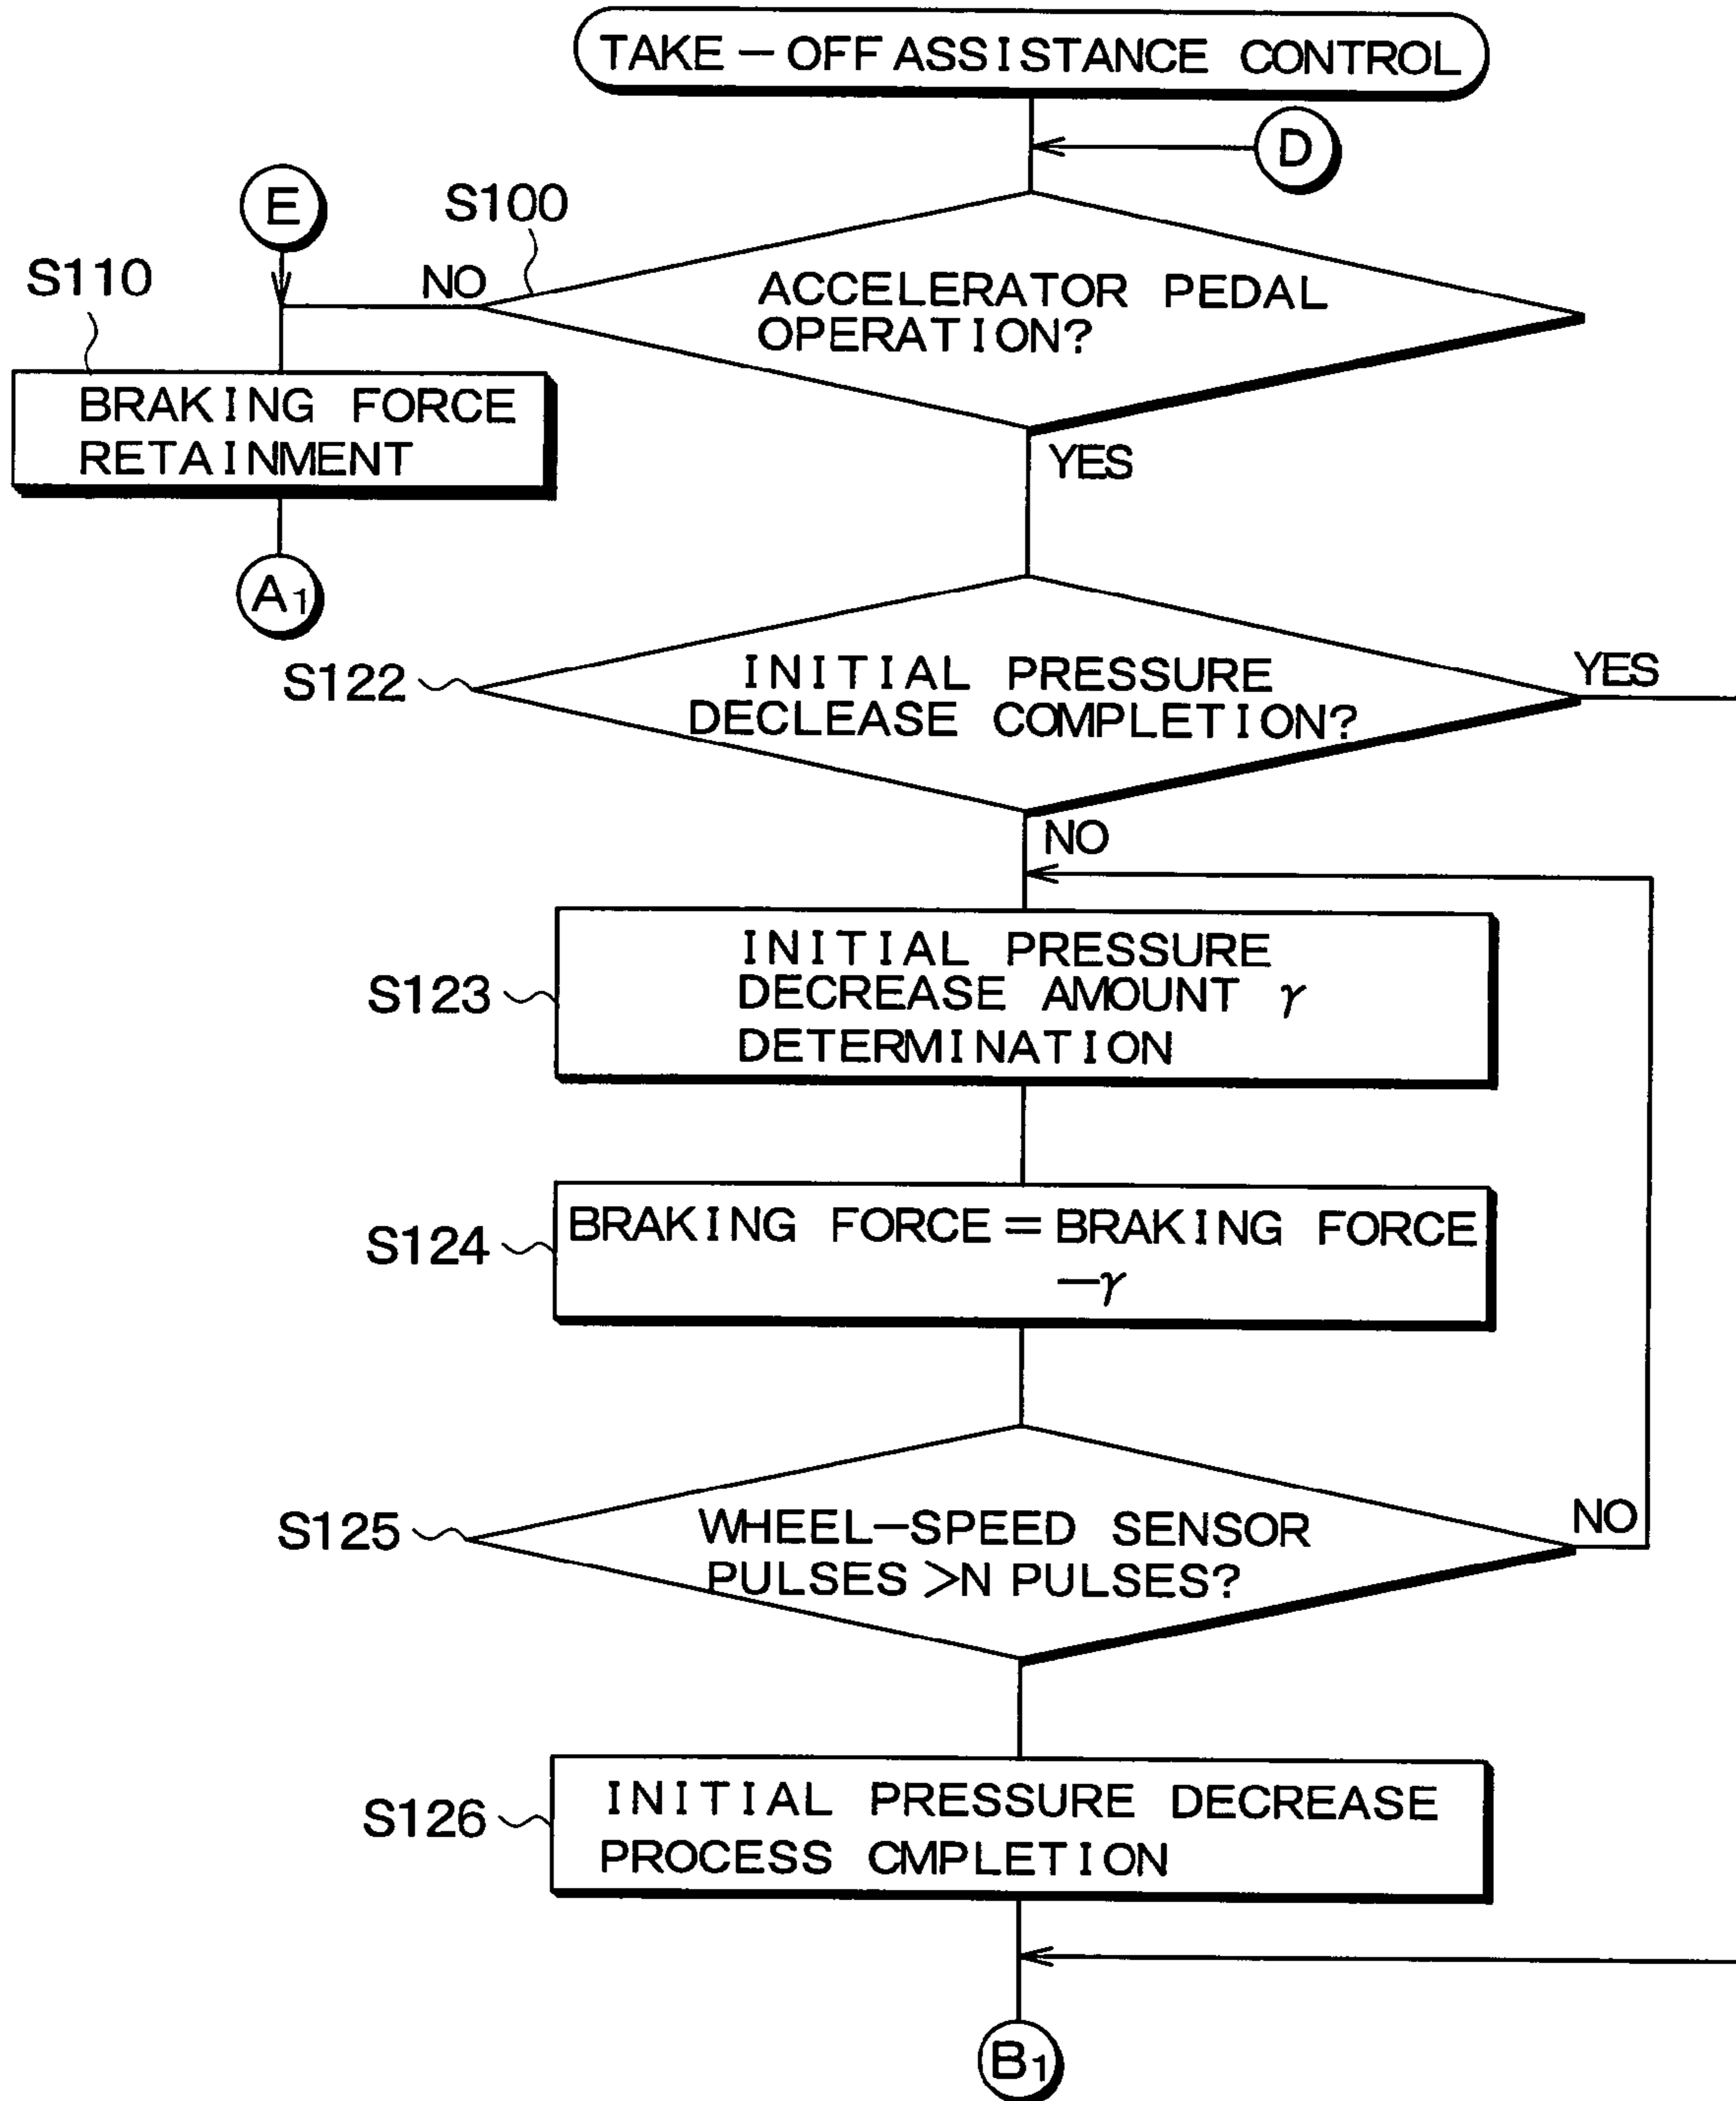 TAKE-OFF ASSISTANCE CONTROL
D
E
S100
S110
NO
ACCELERATOR PEDAL
OPERATION?
BRAKING FORCE
RETAINMENT
YES
A1
S122
INITIAL PRESSURE
DECLEASE COMPLETION?
YES
NO
S123
INITIAL PRESSURE
DECREASE AMOUNT γ
DETERMINATION
S124
BRAKING FORCE=BRAKING FORCE
-γ
S125
WHEEL-SPEED SENSOR
PULSES >N PULSES?
NO
S126
INITIAL PRESSURE DECREASE
PROCESS CMPLETION
B1